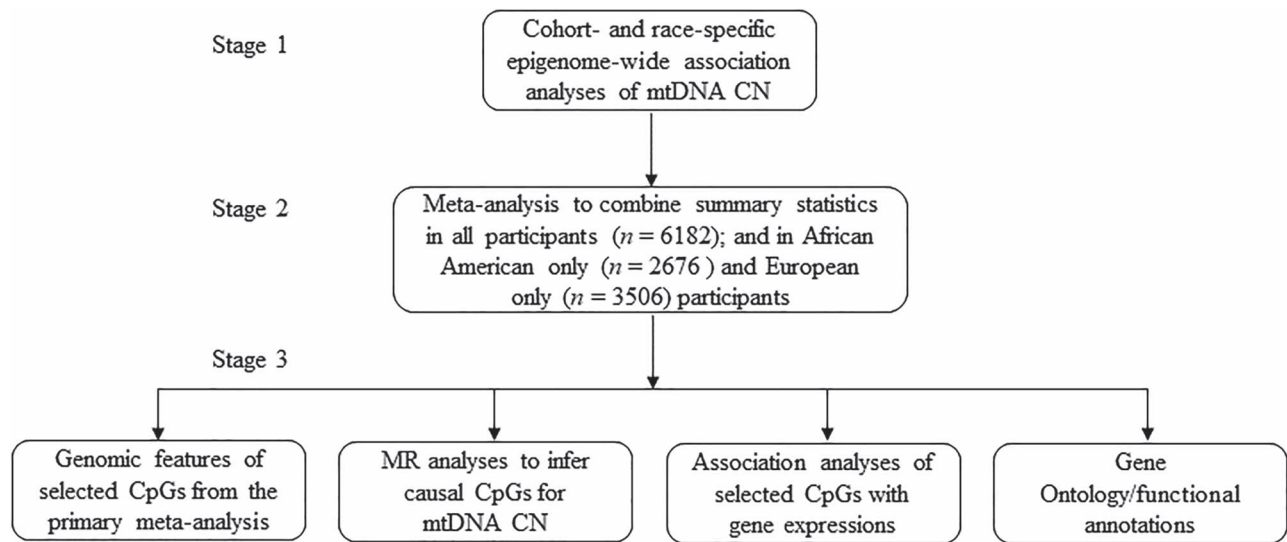 Stage 1
Cohort- and race-specific
epigenome-wide association
analyses of mtDNA CN
Stage 2
Meta-analysis to combine summary statistics
in all participants (n = 6182); and in African
American only (n = 2676 ) and European
only (n = 3506) participants
Stage 3
Genomic features of
selected CpGs from the
primary meta-analysis
MR analyses to infer
causal CpGs for
mtDNA CN
Association analyses of
selected CpGs with
gene expressions
Gene
Ontology/functional
annotations